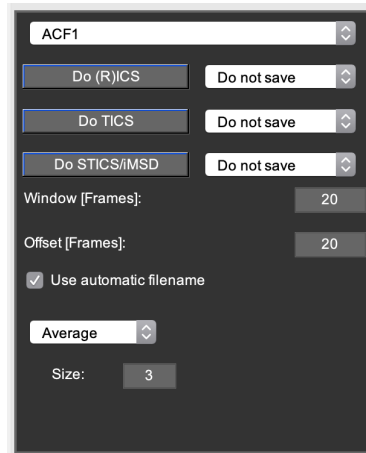 ACF1
Do (R)ICS Do not save
Do TICS Do not save
Do STICS/iMSD Do not save
Window [Frames]: 20
Offset [Frames]: 20
Use automatic filename
Average
Size: 3